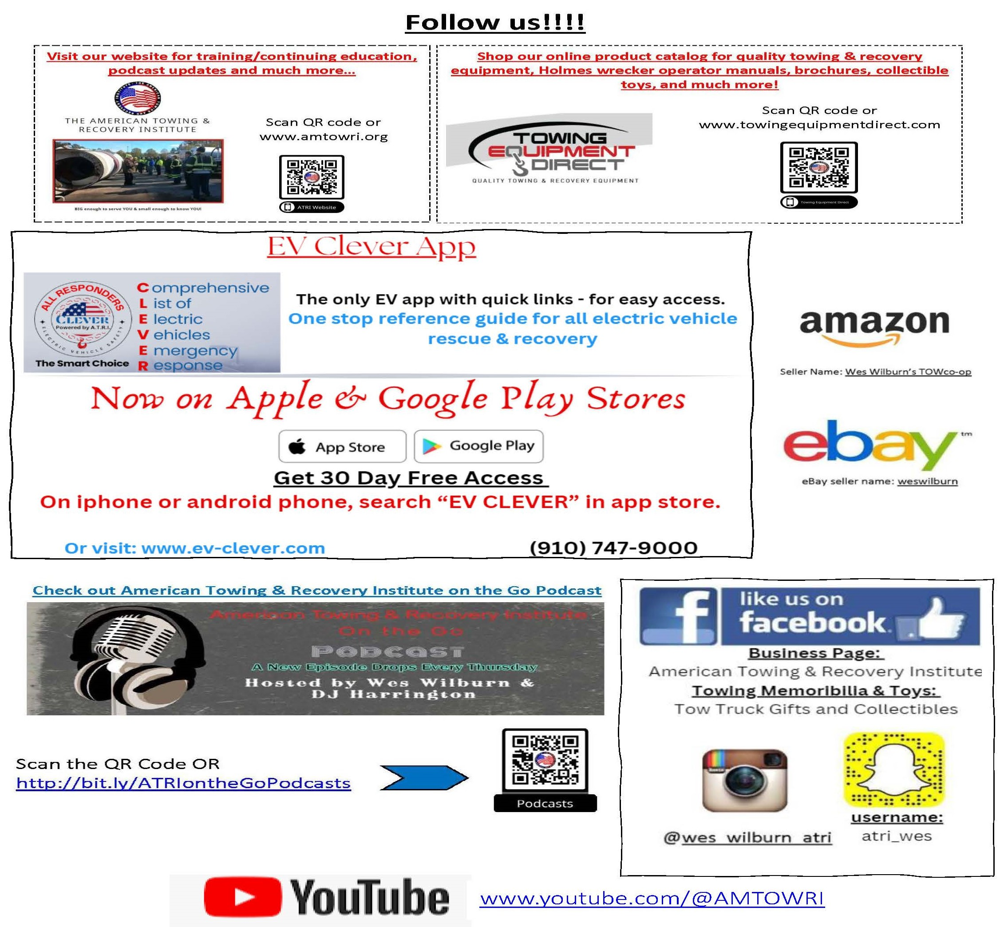 Follow us!!!!
Visit our website for training/continuing education,
podcast updates and much more...
THE AMERICAN TOWING &
RECOVERY INSTITUTE
BIG enough to serve YOU & small enough to know YOU!
Scan QR code or
www.amtowri.org
ATRI Website
Shop our online product catalog for quality towing & recovery
equipment, Holmes wrecker operator manuals, brochures, collectible
toys, and much more!
TOWING
EQUIPMENT
DIRECT
QUALITY TOWING & RECOVERY EQUIPMENT
Scan QR code or
www.towingequipmentdirect.com
Towing Equipment Direct
EV Clever App
ALL RESPONDERS
CLEVER
Powered by A.T.R.I.
ELECTRIC VEHICLE SAFETY
The Smart Choice
Comprehensive
List of
Electric
Vehicles
Emergency
Response
The only EV app with quick links - for easy access.
One stop reference guide for all electric vehicle
rescue & recovery
Now on Apple & Google Play Stores
App Store
Google Play
Get 30 Day Free Access
On iphone or android phone, search “EV CLEVER” in app store.
Or visit: www.ev-clever.com
(910) 747-9000
amazon
Seller Name: Wes Wilburn’s TOWco-op
ebay™
eBay seller name: weswilburn
Check out American Towing & Recovery Institute on the Go Podcast
American Towing & Recovery Institute
On the Go
PODCAST
A New Episode Drops Every Thursday
Hosted by Wes Wilburn &
DJ Harrington
Scan the QR Code OR
http://bit.ly/ATRIontheGoPodcasts
Podcasts
f
like us on
facebook.
Business Page:
American Towing & Recovery Institute
Towing Memoribilia & Toys:
Tow Truck Gifts and Collectibles
@wes_wilburn_atri
username:
atri_wes
YouTube
www.youtube.com/@AMTOWRI